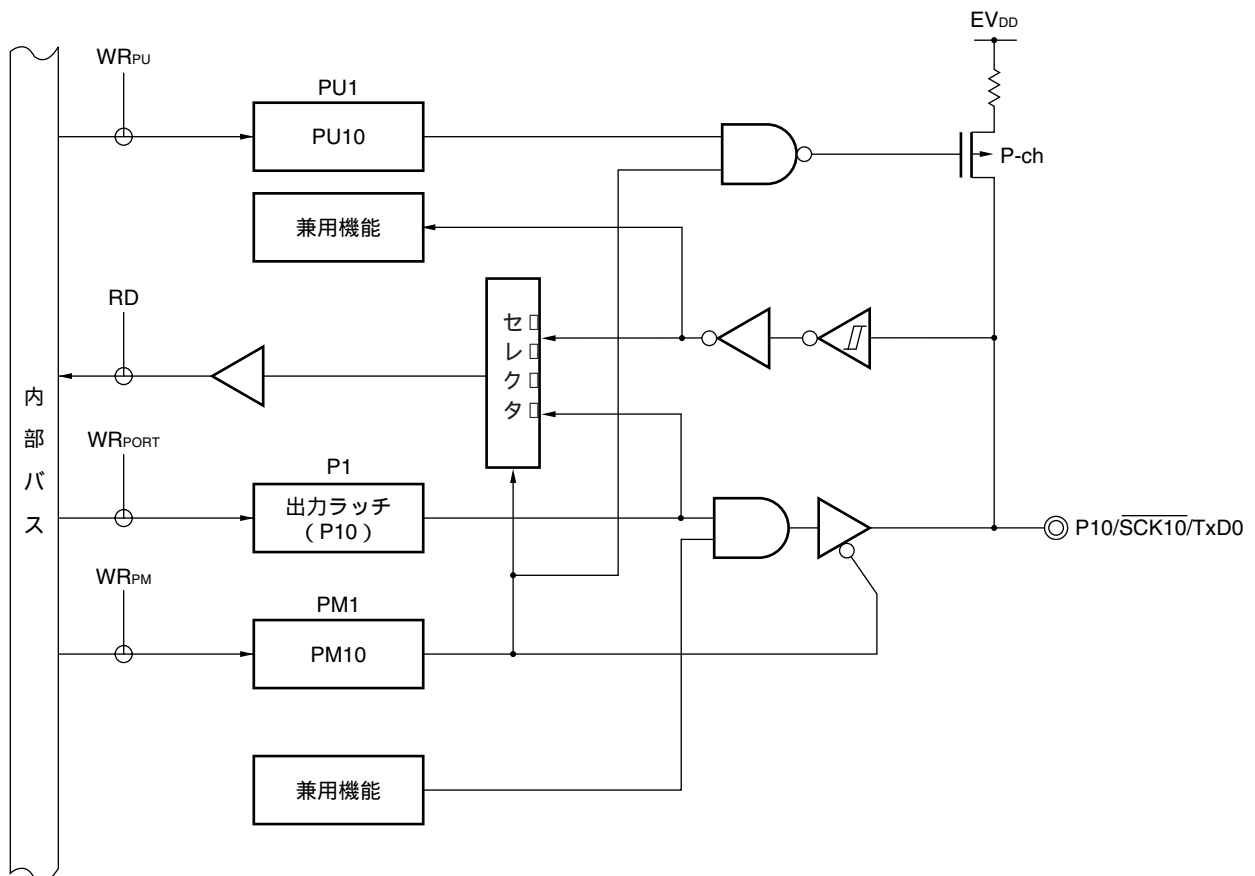 EVDD
WRPU
PU1
PU10
P-ch
兼用機能
RD
セレクタ
内部バス
WRPORT
P1
出力ラッチ
(P10)
P10/SCK10/TxD0
WRPM
PM1
PM10
兼用機能